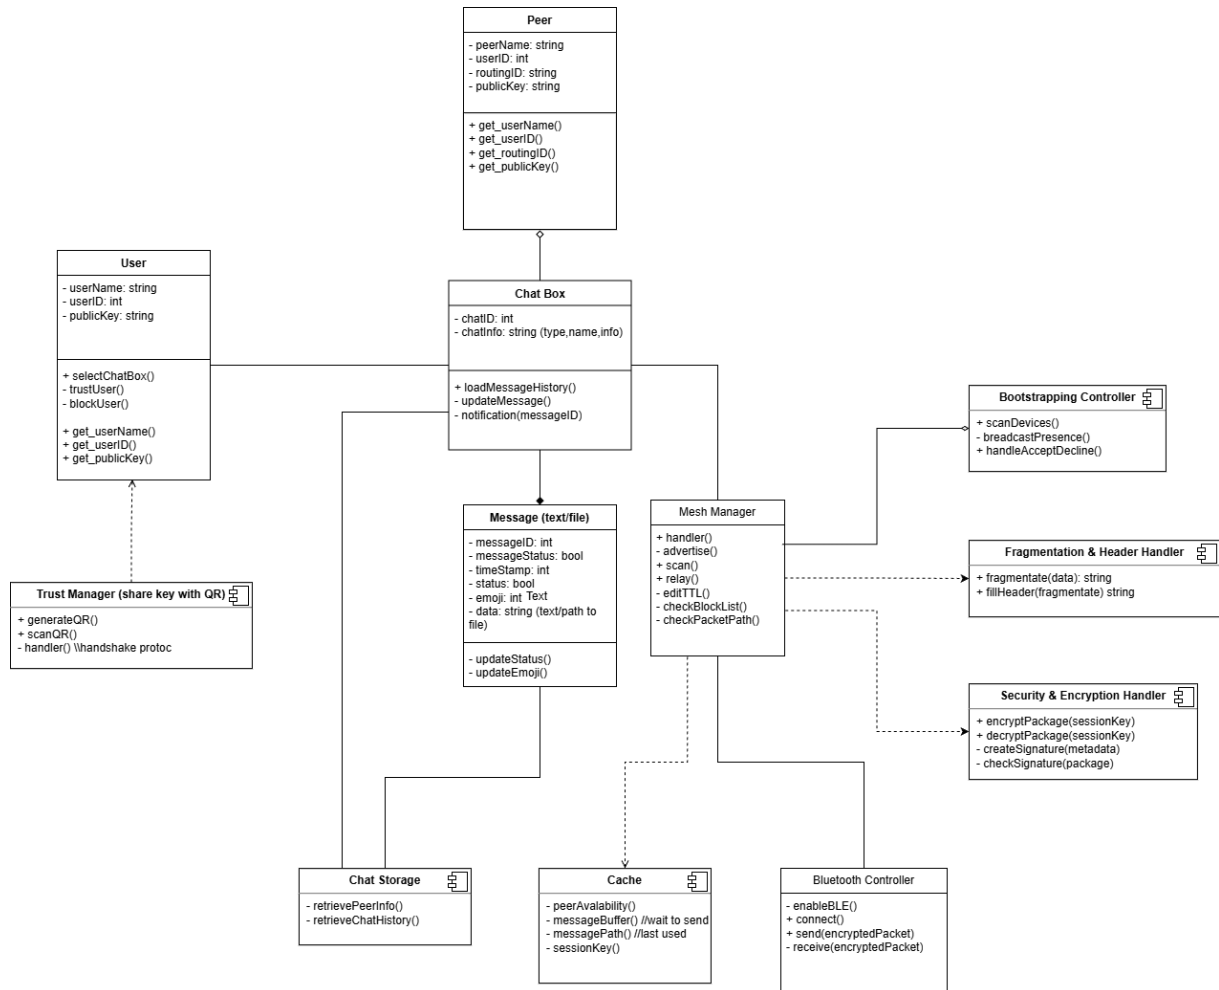 Peer
- peerName: string
- userID: int
- routingID: string
- publicKey: string
+ get_userName()
+ get_userID()
+ get_routingID()
+ get_publicKey()
User
- userName: string
- userID: int
- publicKey: string
+ selectChatBox()
- trustUser()
- blockUser()
+ get_userName()
+ get_userID()
+ get_publicKey()
Chat Box
- chatID: int
- chatInfo: string (type,name,info)
+ loadMessageHistory()
- updateMessage()
- notification(messageID)
Bootstrapping Controller
+ scanDevices()
- breadcastPresence()
+ handleAcceptDecline()
Message (text/file)
- messageID: int
- messageStatus: bool
- timeStamp: int
- status: bool
- emoji: int Text
- data: string (text/path to
file)
- updateStatus()
- updateEmoji()
Mesh Manager
+ handler()
- advertise()
+ scan()
+ relay()
- editTTL()
- checkBlockList()
- checkPacketPath()
Fragmentation & Header Handler
+ fragmentate(data): string
+ fillHeader(fragmentate) string
Trust Manager (share key with QR)
+ generateQR()
+ scanQR()
- handler() \\handshake protoc
Security & Encryption Handler
+ encryptPackage(sessionKey)
+ decryptPackage(sessionKey)
- createSignature(metadata)
- checkSignature(package)
Chat Storage
- retrievePeerInfo()
- retrieveChatHistory()
Cache
- peerAvalability()
- messageBuffer() //wait to send
- messagePath() //last used
- sessionKey()
Bluetooth Controller
- enableBLE()
+ connect()
+ send(encryptedPacket)
- receive(encryptedPacket)